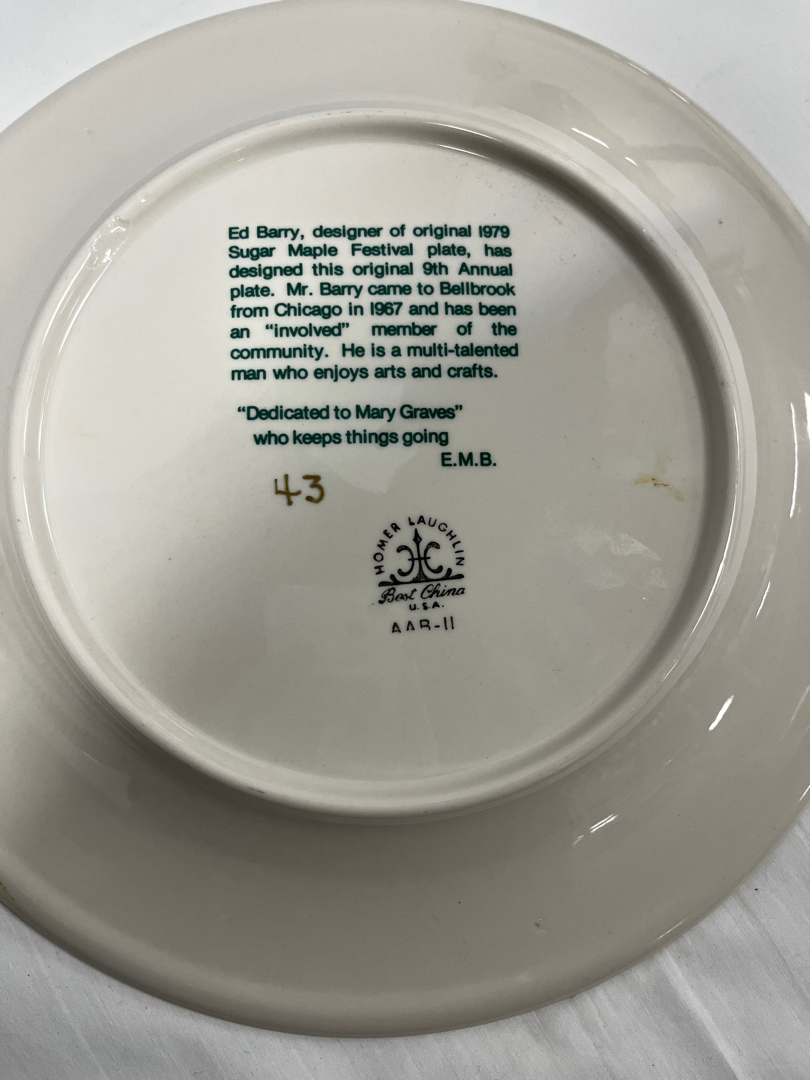 Ed Barry, designer of original 1979
Sugar Maple Festival plate, has
designed this original 9th Annual
plate. Mr. Barry came to Bellbrook
from Chicago in 1967 and has been
an “involved” member of the
community. He is a multi-talented
man who enjoys arts and crafts.
“Dedicated to Mary Graves”
who keeps things going
E.M.B.
43
HOMER LAUGHLIN
Best China
U.S.A.